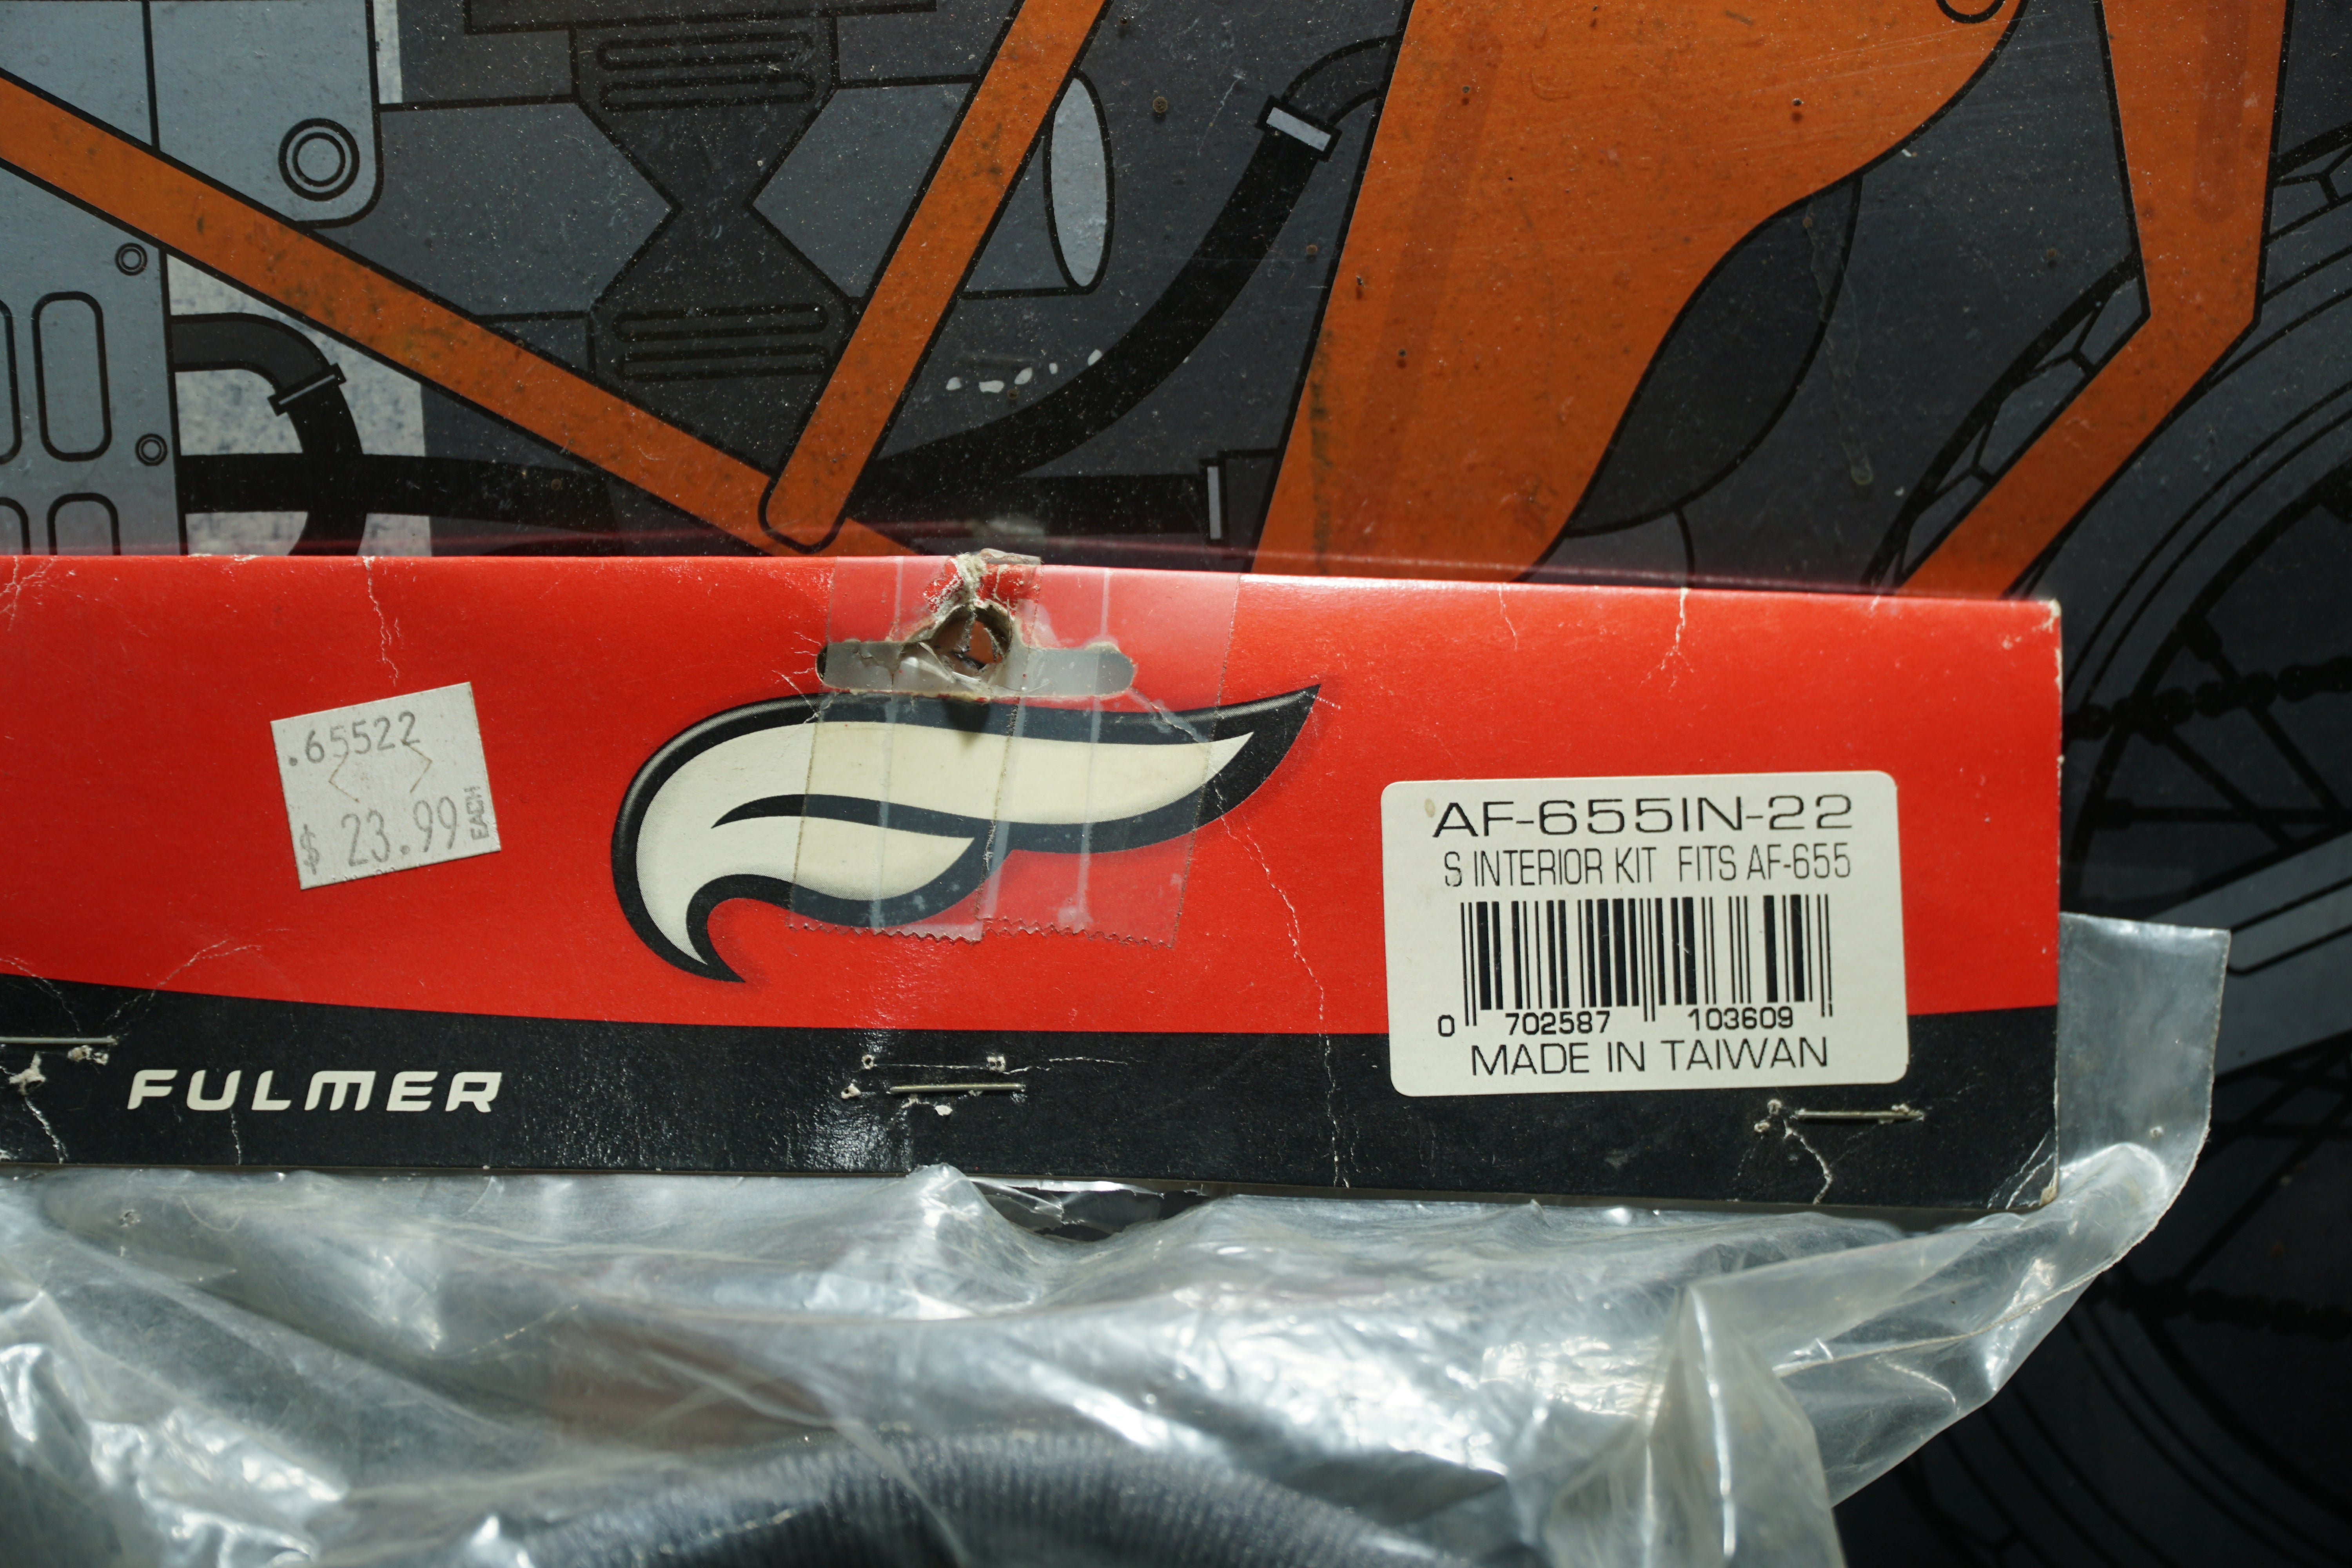 .65522
$ 23.99 EACH
AF-655IN-22
S INTERIOR KIT FITS AF-655
0 702587 103609
MADE IN TAIWAN
FULMER